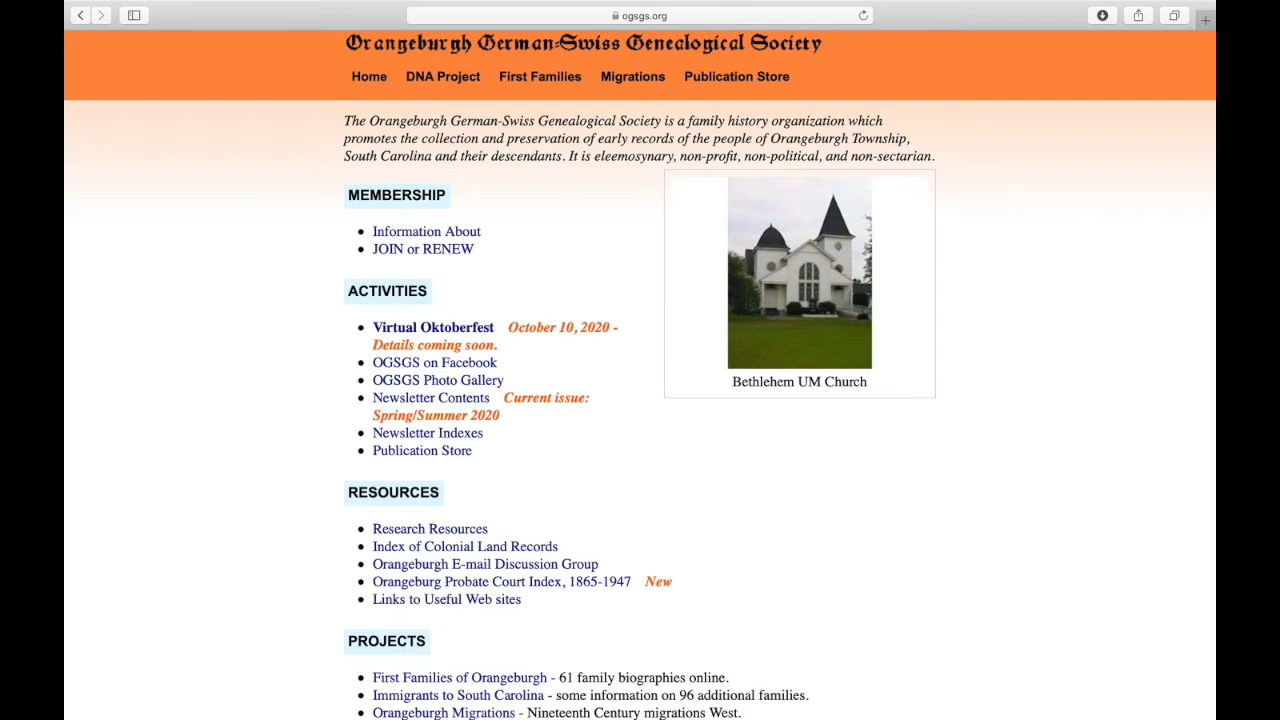 ogsgs.org
Orangeburgh German-Swiss Genealogical Society
Home DNA Project First Families Migrations Publication Store
The Orangeburgh German-Swiss Genealogical Society is a family history organization which
promotes the collection and preservation of early records of the people of Orangeburgh Township,
South Carolina and their descendants. It is eleemosynary, non-profit, non-political, and non-sectarian.
MEMBERSHIP
Information About
JOIN or RENEW
ACTIVITIES
Virtual Oktoberfest October 10, 2020 -
Details coming soon.
OGSGS on Facebook
OGSGS Photo Gallery
Newsletter Contents Current issue:
Spring/Summer 2020
Newsletter Indexes
Publication Store
Bethlehem UM Church
RESOURCES
Research Resources
Index of Colonial Land Records
Orangeburgh E-mail Discussion Group
Orangeburg Probate Court Index, 1865-1947 New
Links to Useful Web sites
PROJECTS
First Families of Orangeburgh - 61 family biographies online.
Immigrants to South Carolina - some information on 96 additional families.
Orangeburgh Migrations - Nineteenth Century migrations West.